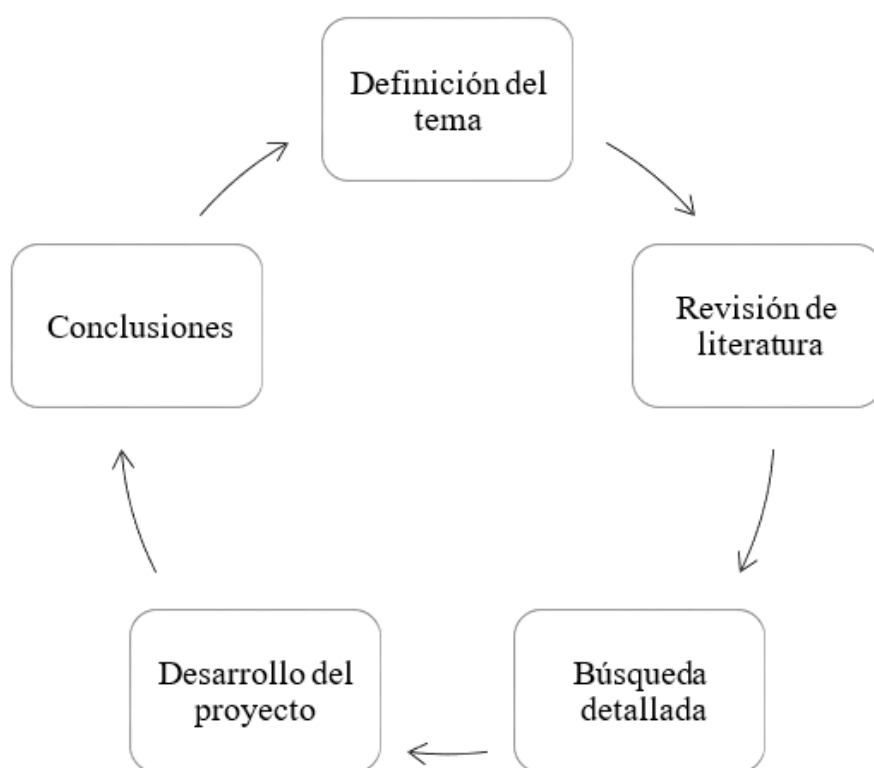 Definición del
tema
Revisión de
literatura
Búsqueda
detallada
Desarrollo del
proyecto
Conclusiones